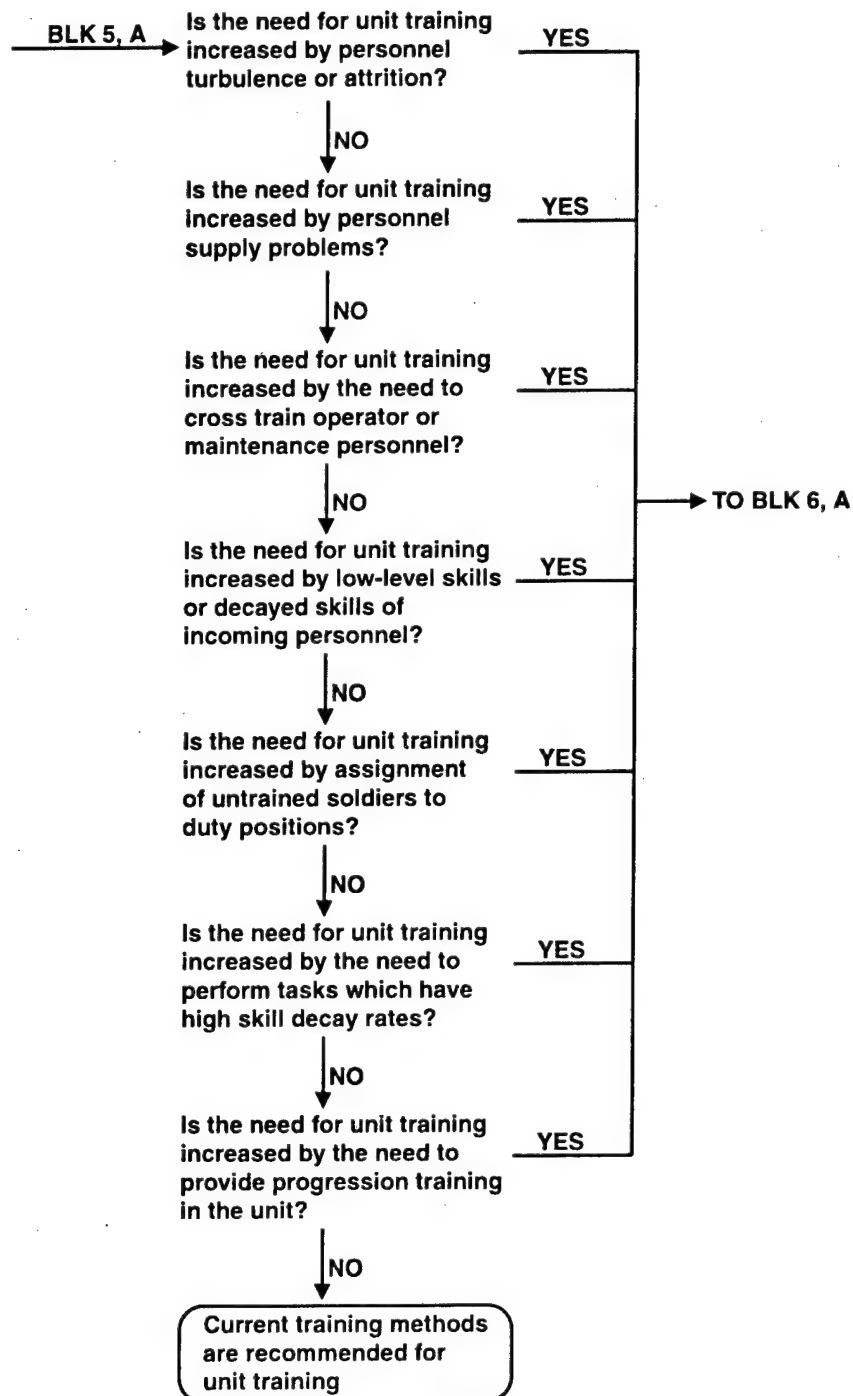 BLK 5, A
Is the need for unit training
increased by personnel
turbulence or attrition?
YES
NO
Is the need for unit training
increased by personnel
supply problems?
YES
NO
Is the need for unit training
increased by the need to
cross train operator or
maintenance personnel?
YES
TO BLK 6, A
NO
Is the need for unit training
increased by low-level skills
or decayed skills of
incoming personnel?
YES
NO
Is the need for unit training
increased by assignment
of untrained soldiers to
duty positions?
YES
NO
Is the need for unit training
increased by the need to
perform tasks which have
high skill decay rates?
YES
NO
Is the need for unit training
increased by the need to
provide progression training
in the unit?
YES
NO
Current training methods
are recommended for
unit training